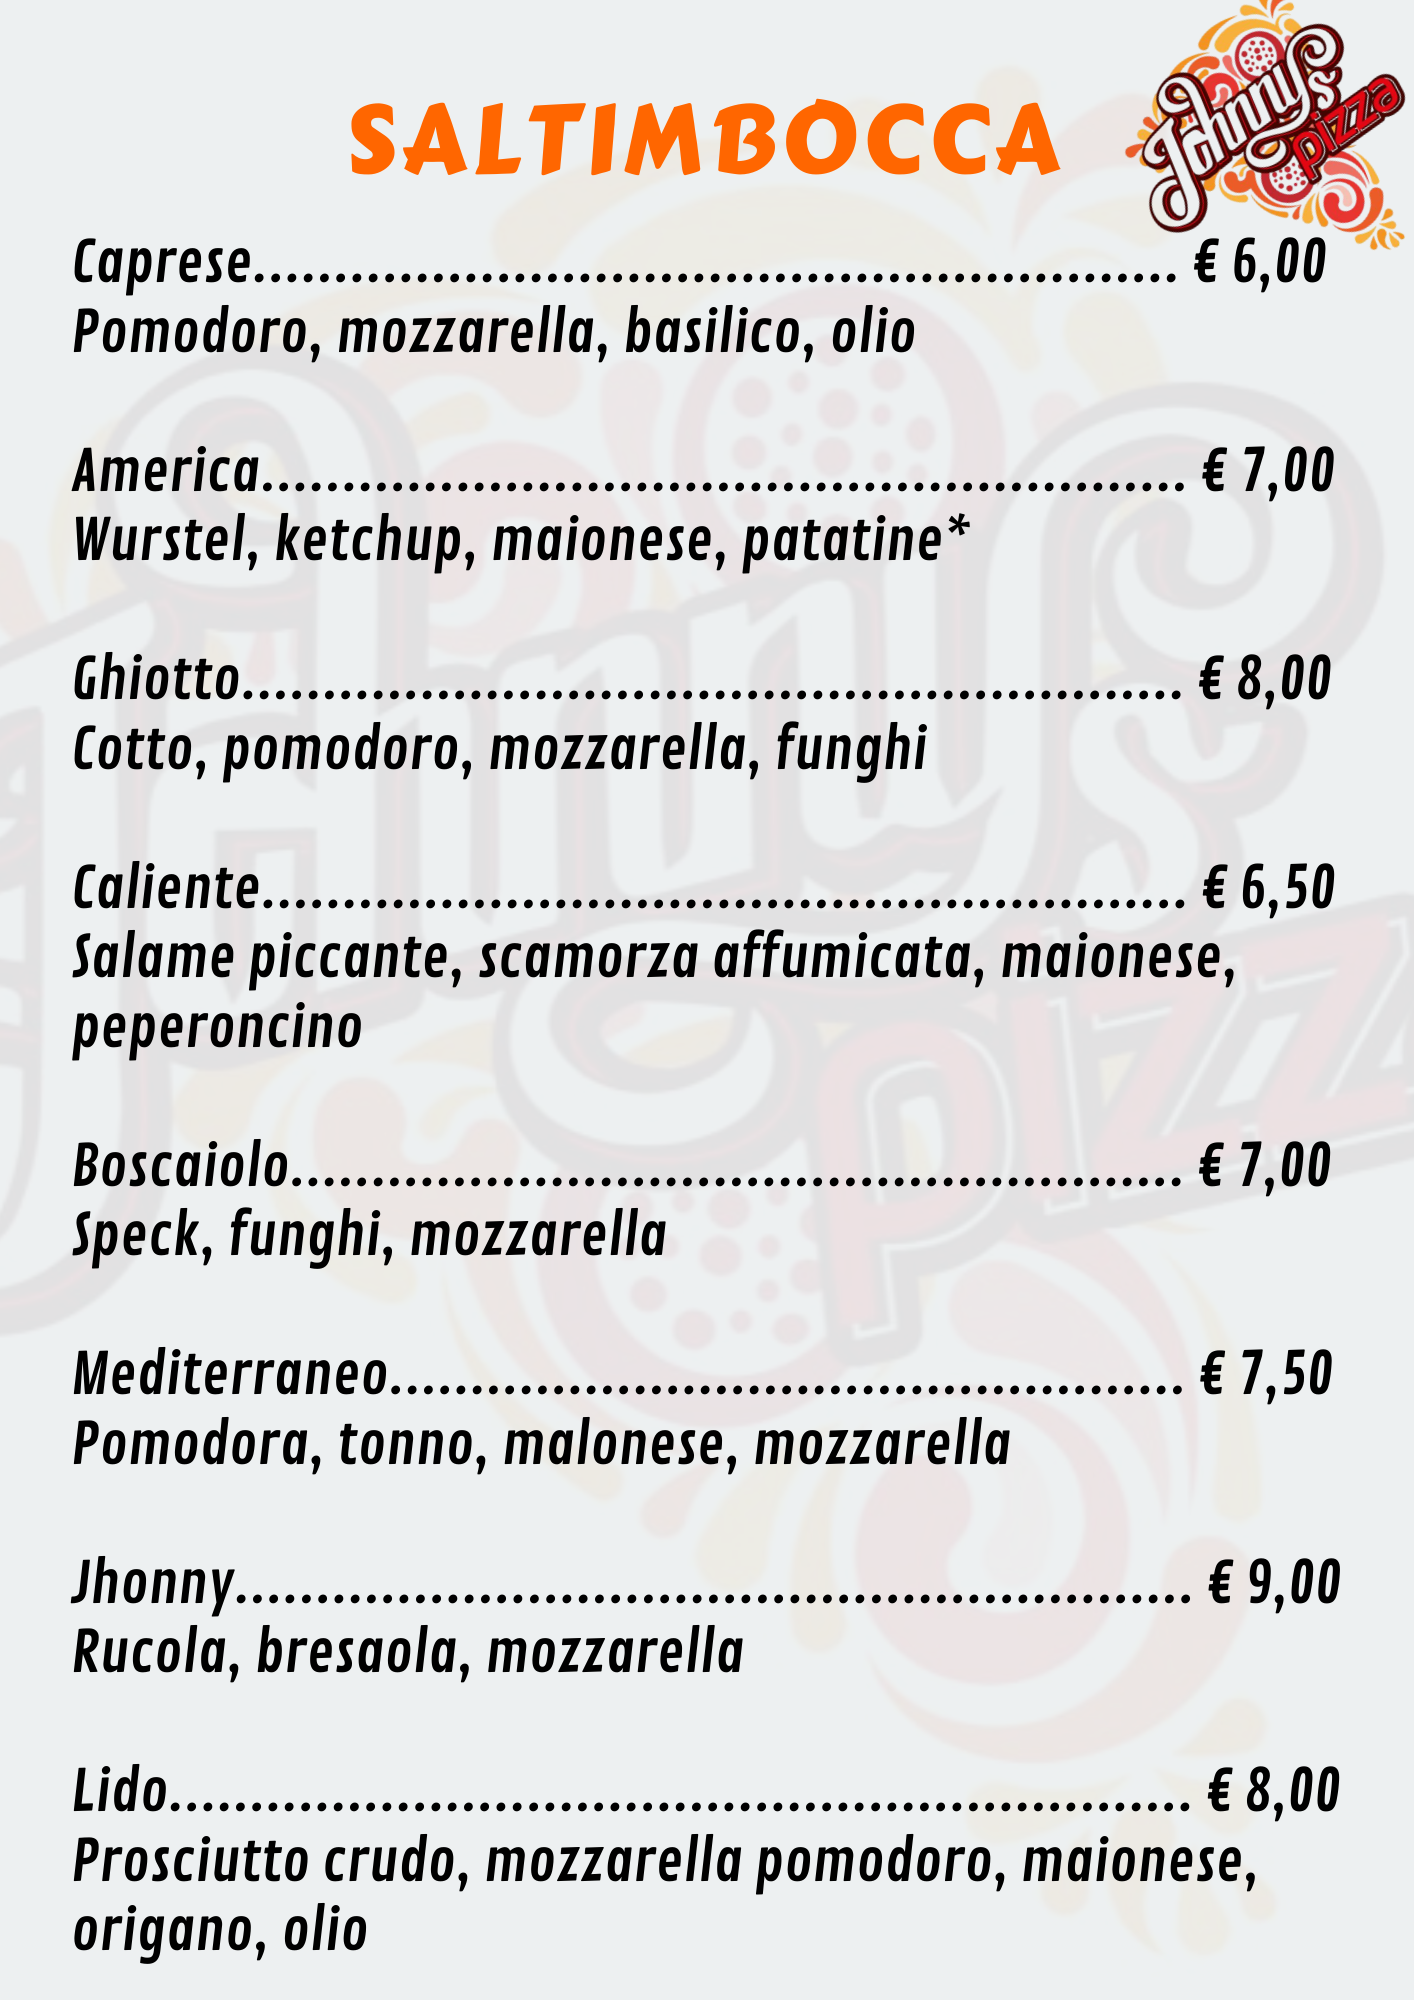 Johnny's
pizza
SALTIMBOCCA
Caprese........................................................ € 6,00
Pomodoro, mozzarella, basilico, olio
America........................................................ € 7,00
Wurstel, ketchup, maionese, patatine*
Ghiotto......................................................... € 8,00
Cotto, pomodoro, mozzarella, funghi
Caliente........................................................ € 6,50
Salame piccante, scamorza affumicata, maionese,
peperoncino
Boscaiolo...................................................... € 7,00
Speck, funghi, mozzarella
Mediterraneo................................................ € 7,50
Pomodora, tonno, malonese, mozzarella
Jhonny.......................................................... € 9,00
Rucola, bresaola, mozzarella
Lido.............................................................. € 8,00
Prosciutto crudo, mozzarella pomodoro, maionese,
origano, olio